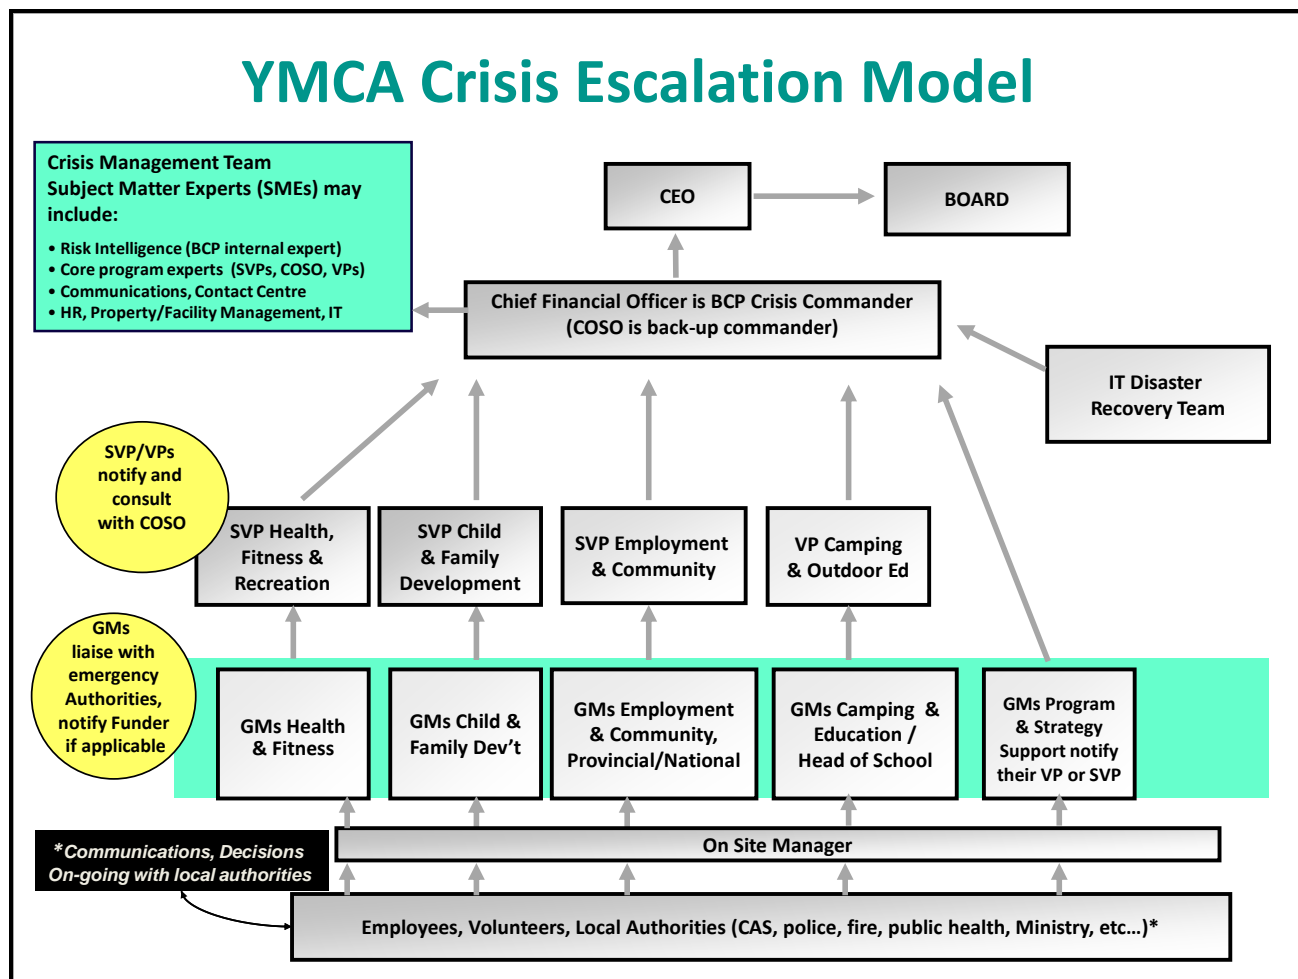 YMCA Crisis Escalation Model
Crisis Management Team
Subject Matter Experts (SMEs) may
include:
• Risk Intelligence (BCP internal expert)
• Core program experts (SVPs, COSO, VPs)
• Communications, Contact Centre
• HR, Property/Facility Management, IT
CEO
BOARD
Chief Financial Officer is BCP Crisis Commander
(COSO is back-up commander)
IT Disaster
Recovery Team
SVP/VPs
notify and
consult
with COSO
SVP Health,
Fitness &
Recreation
SVP Child
& Family
Development
SVP Employment
& Community
VP Camping
& Outdoor Ed
GMs
liaise with
emergency
Authorities,
notify Funder
if applicable
GMs Health
& Fitness
GMs Child &
Family Dev’t
GMs Employment
& Community,
Provincial/National
GMs Camping &
Education /
Head of School
GMs Program
& Strategy
Support notify
their VP or SVP
On Site Manager
*Communications, Decisions
On-going with local authorities
Employees, Volunteers, Local Authorities (CAS, police, fire, public health, Ministry, etc…)*